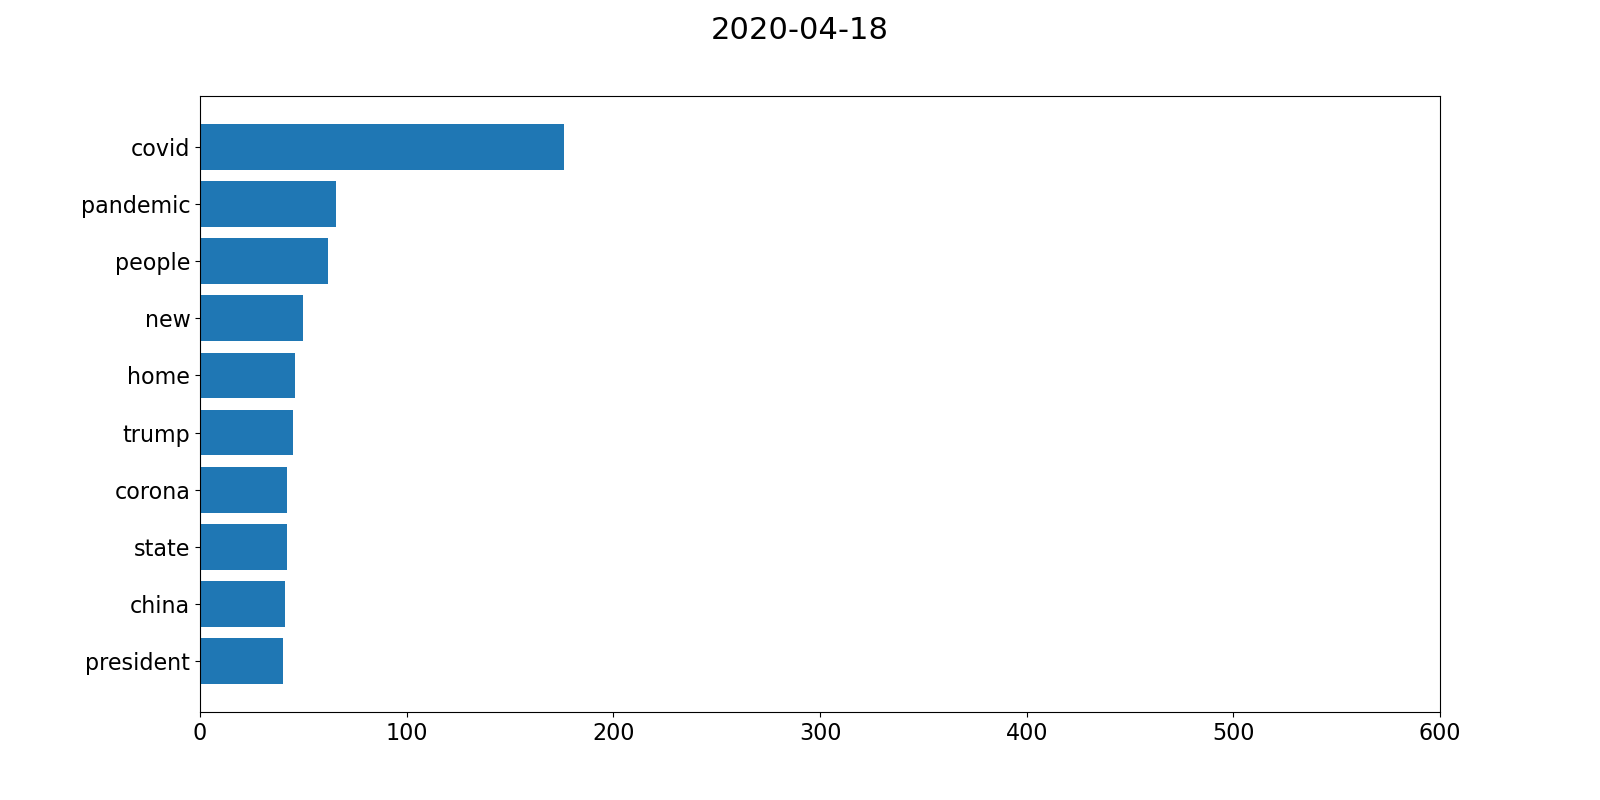 2020-04-18
covid
pandemic
people
new
home
trump
corona
state
china
president
0 100 200 300 400 500 600